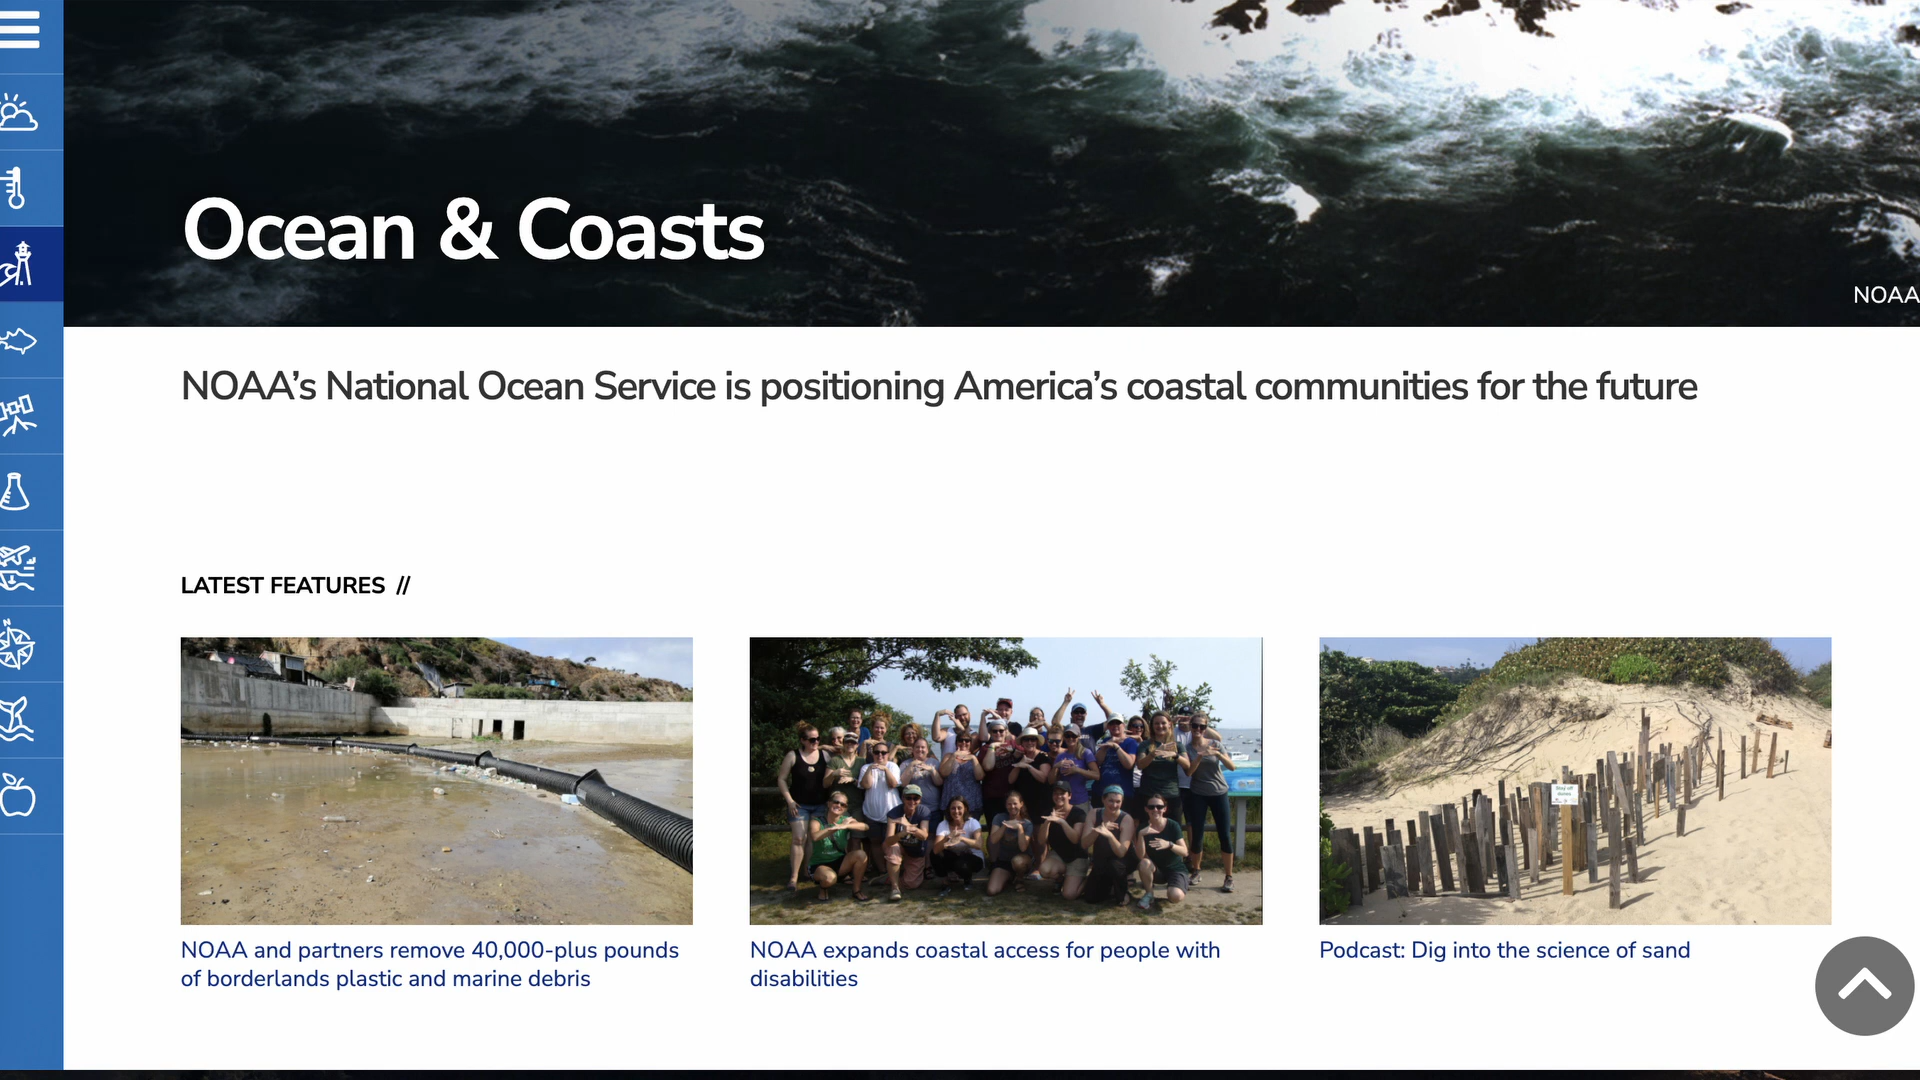 Ocean & Coasts
NOAA
NOAA’s National Ocean Service is positioning America’s coastal communities for the future
LATEST FEATURES //
NOAA and partners remove 40,000-plus pounds
of borderlands plastic and marine debris
NOAA expands coastal access for people with
disabilities
Podcast: Dig into the science of sand